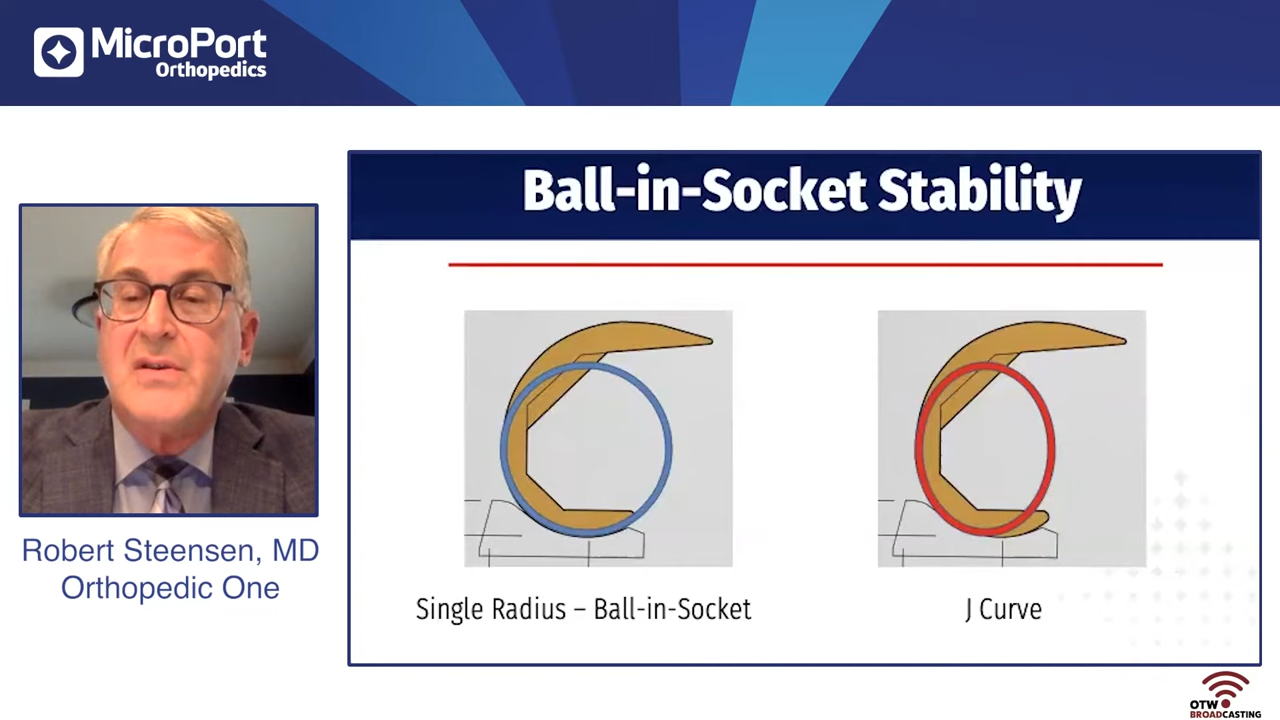 MicroPort
Orthopedics
Ball-in-Socket Stability
Robert Steensen, MD
Orthopedic One
Single Radius – Ball-in-Socket
J Curve
OTW
BROADCASTING